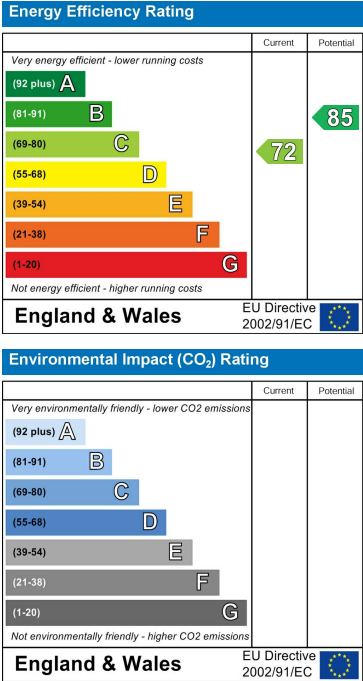 Energy Efficiency Rating
Current Potential
Very energy efficient - lower running costs
(92 plus) A
(81-91) B
85
(69-80) C
72
(55-68) D
(39-54) E
(21-38) F
(1-20) G
Not energy efficient - higher running costs
England & Wales
EU Directive
2002/91/EC
Environmental Impact (CO₂) Rating
Current Potential
Very environmentally friendly - lower CO2 emissions
(92 plus) A
(81-91) B
(69-80) C
(55-68) D
(39-54) E
(21-38) F
(1-20) G
Not environmentally friendly - higher CO2 emissions
England & Wales
EU Directive
2002/91/EC